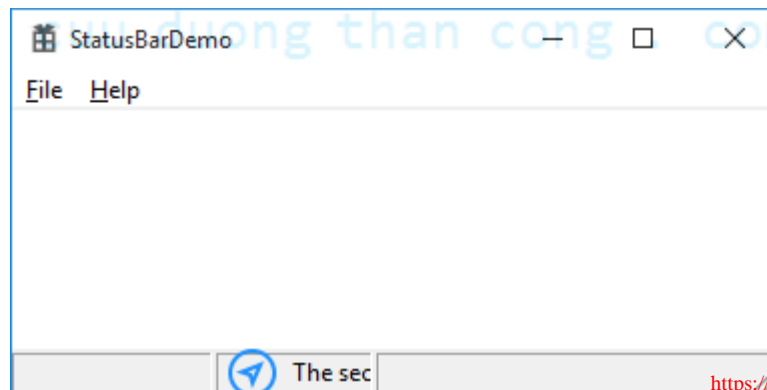 cuu duong than cong . co
StatusBarDemo
File Help
The sec
https:/